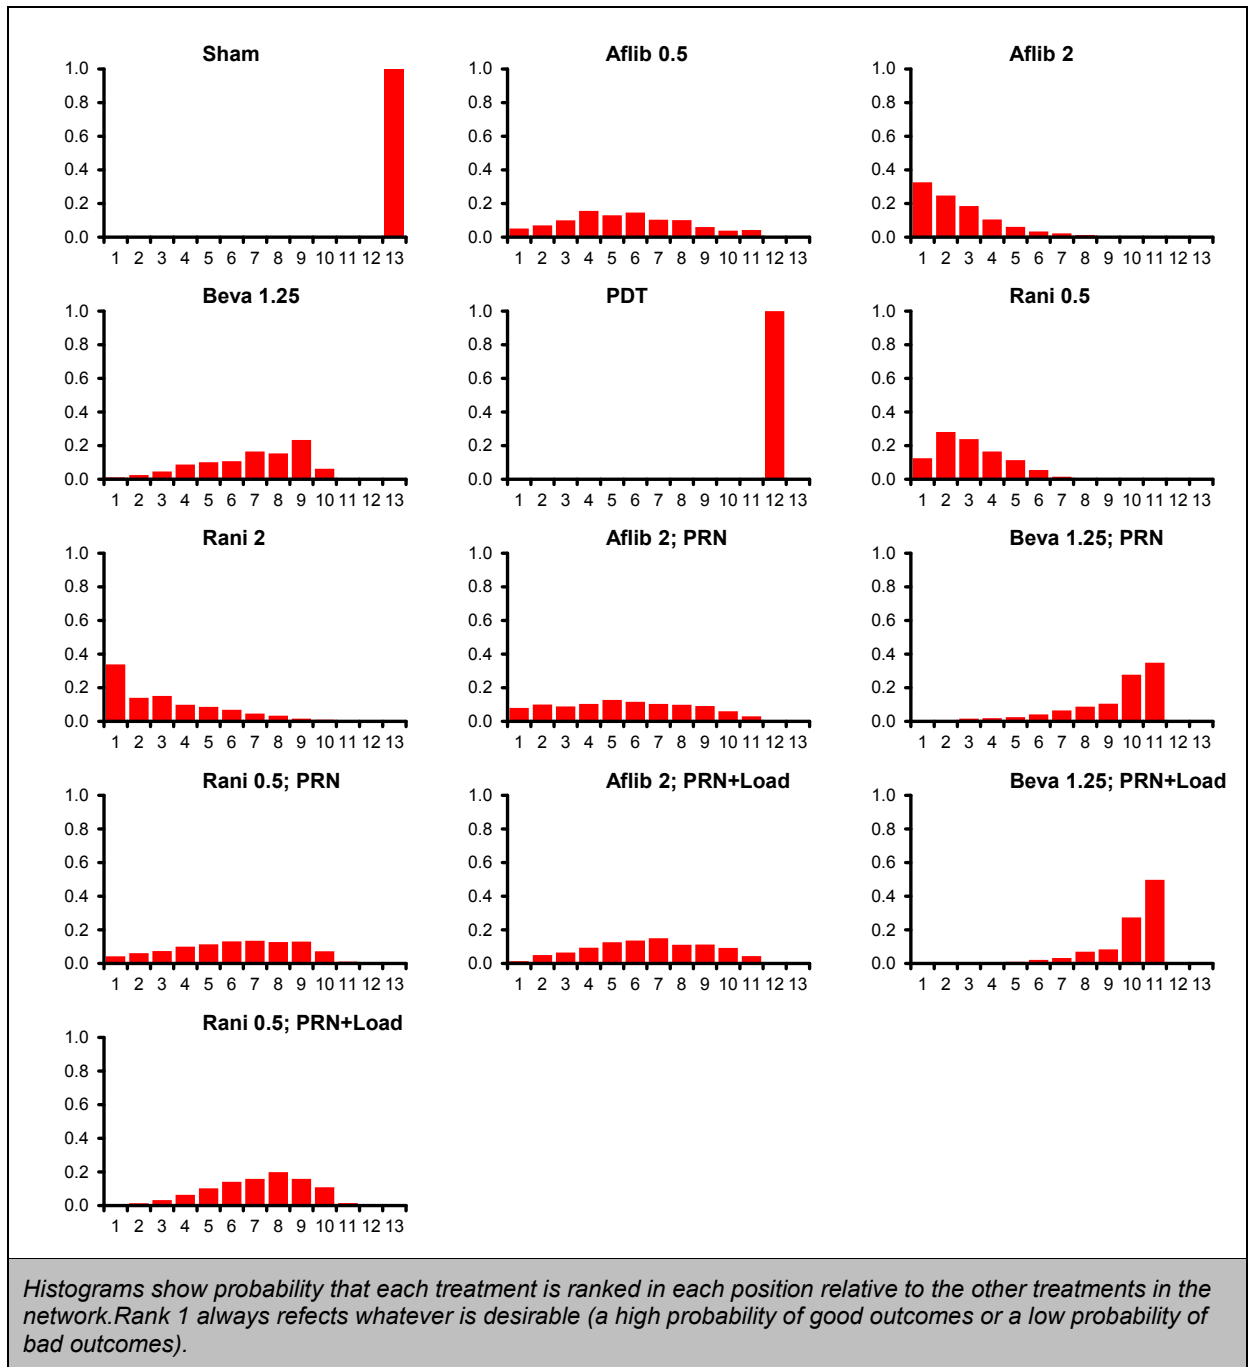 Sham
Aflib 0.5
Aflib 2
1.0
0.8
0.6
0.4
0.2
0.0
1 2 3 4 5 6 7 8 9 10 11 12 13
1.0
0.8
0.6
0.4
0.2
0.0
1 2 3 4 5 6 7 8 9 10 11 12 13
1.0
0.8
0.6
0.4
0.2
0.0
1 2 3 4 5 6 7 8 9 10 11 12 13
Beva 1.25
PDT
Rani 0.5
1.0
0.8
0.6
0.4
0.2
0.0
1 2 3 4 5 6 7 8 9 10 11 12 13
1.0
0.8
0.6
0.4
0.2
0.0
1 2 3 4 5 6 7 8 9 10 11 12 13
1.0
0.8
0.6
0.4
0.2
0.0
1 2 3 4 5 6 7 8 9 10 11 12 13
Rani 2
Aflib 2; PRN
Beva 1.25; PRN
1.0
0.8
0.6
0.4
0.2
0.0
1 2 3 4 5 6 7 8 9 10 11 12 13
1.0
0.8
0.6
0.4
0.2
0.0
1 2 3 4 5 6 7 8 9 10 11 12 13
1.0
0.8
0.6
0.4
0.2
0.0
1 2 3 4 5 6 7 8 9 10 11 12 13
Rani 0.5; PRN
Aflib 2; PRN+Load
Beva 1.25; PRN+Load
1.0
0.8
0.6
0.4
0.2
0.0
1 2 3 4 5 6 7 8 9 10 11 12 13
1.0
0.8
0.6
0.4
0.2
0.0
1 2 3 4 5 6 7 8 9 10 11 12 13
1.0
0.8
0.6
0.4
0.2
0.0
1 2 3 4 5 6 7 8 9 10 11 12 13
Rani 0.5; PRN+Load
1.0
0.8
0.6
0.4
0.2
0.0
1 2 3 4 5 6 7 8 9 10 11 12 13
Histograms show probability that each treatment is ranked in each position relative to the other treatments in the
network.Rank 1 always refects whatever is desirable (a high probability of good outcomes or a low probability of
bad outcomes).